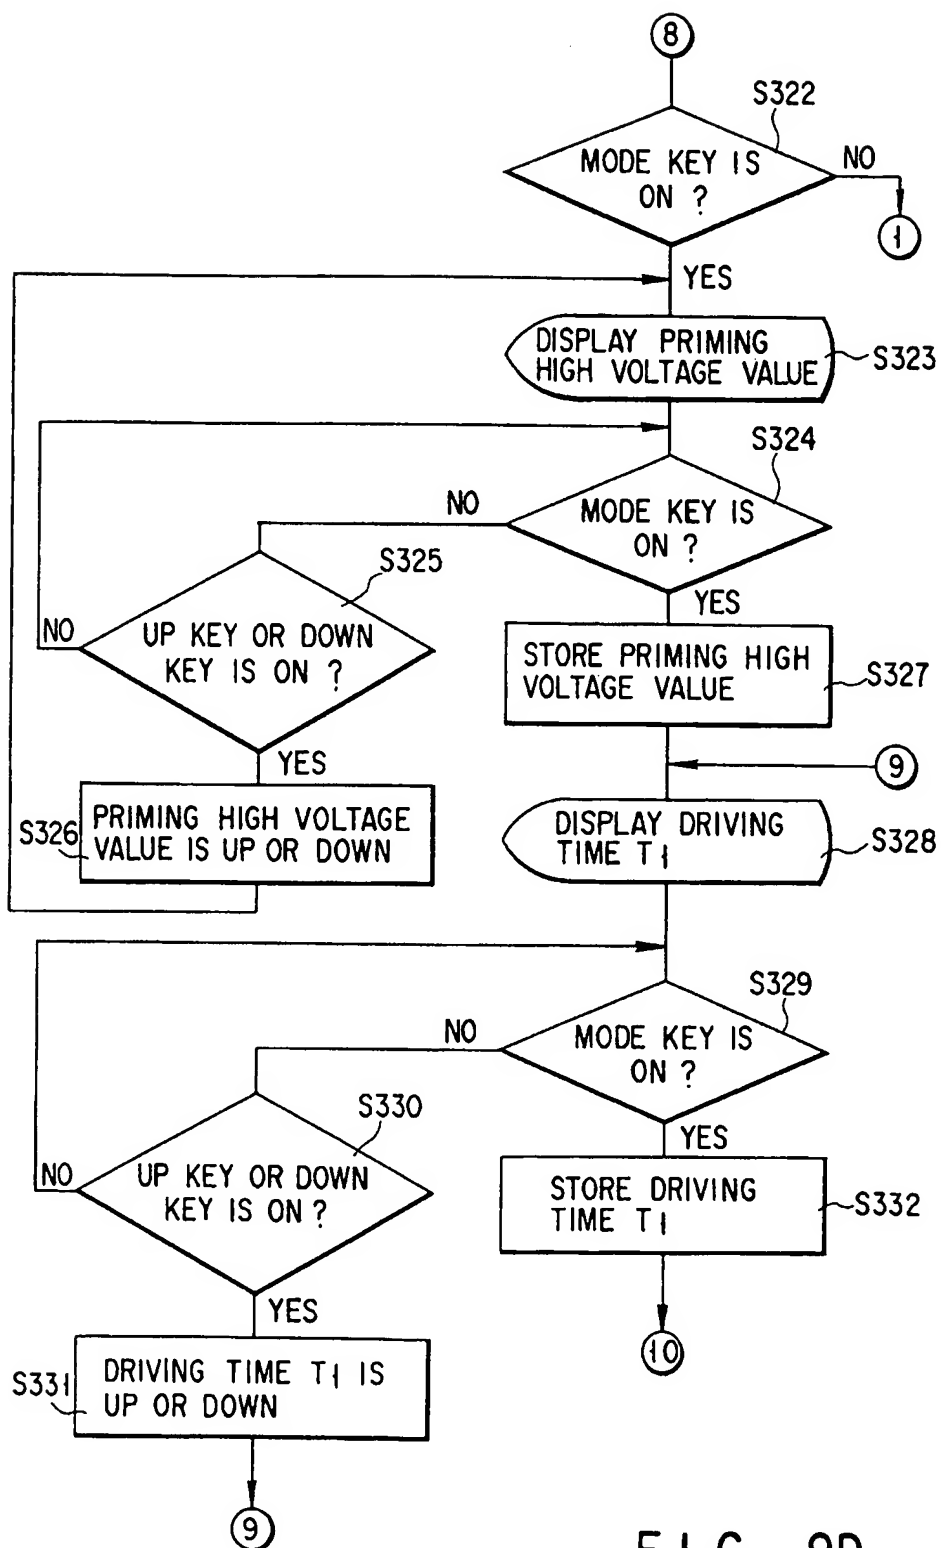 8
S322
MODE KEY IS
ON ?
NO
1
YES
DISPLAY PRIMING
HIGH VOLTAGE VALUE
S323
S324
NO
MODE KEY IS
ON ?
S325
YES
NO
UP KEY OR DOWN
KEY IS ON ?
STORE PRIMING HIGH
VOLTAGE VALUE
S327
YES
9
S326
PRIMING HIGH VOLTAGE
VALUE IS UP OR DOWN
DISPLAY DRIVING
TIME T1
S328
S329
NO
MODE KEY IS
ON ?
S330
YES
NO
UP KEY OR DOWN
KEY IS ON ?
STORE DRIVING
TIME T1
S332
YES
10
S331
DRIVING TIME T1 IS
UP OR DOWN
9